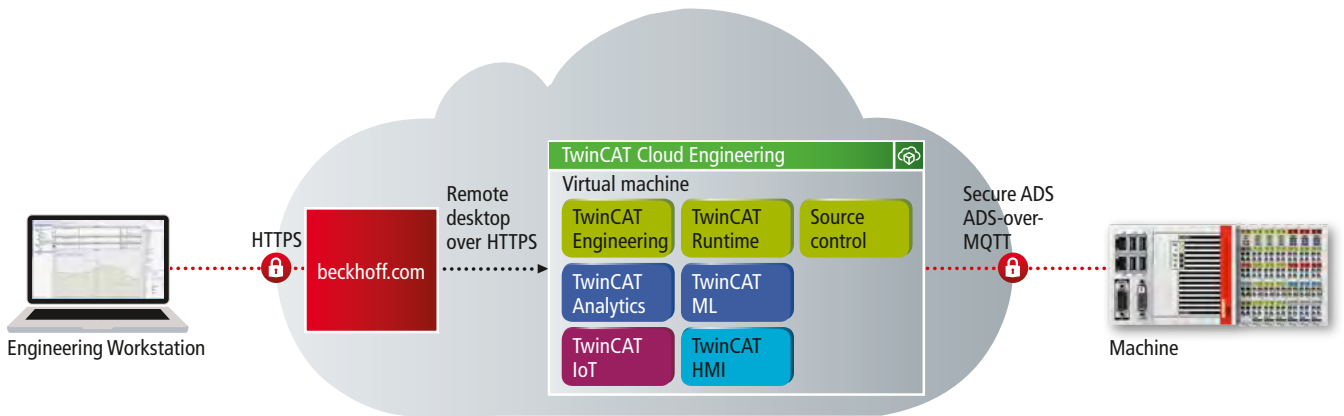 TwinCAT Cloud Engineering
Virtual machine
TwinCAT
Engineering
TwinCAT
Runtime
Source
control
TwinCAT
Analytics
TwinCAT
ML
TwinCAT
IoT
TwinCAT
HMI
HTTPS
beckhoff.com
Remote
desktop
over HTTPS
Secure ADS
ADS-over-
MQTT
Engineering Workstation
Machine